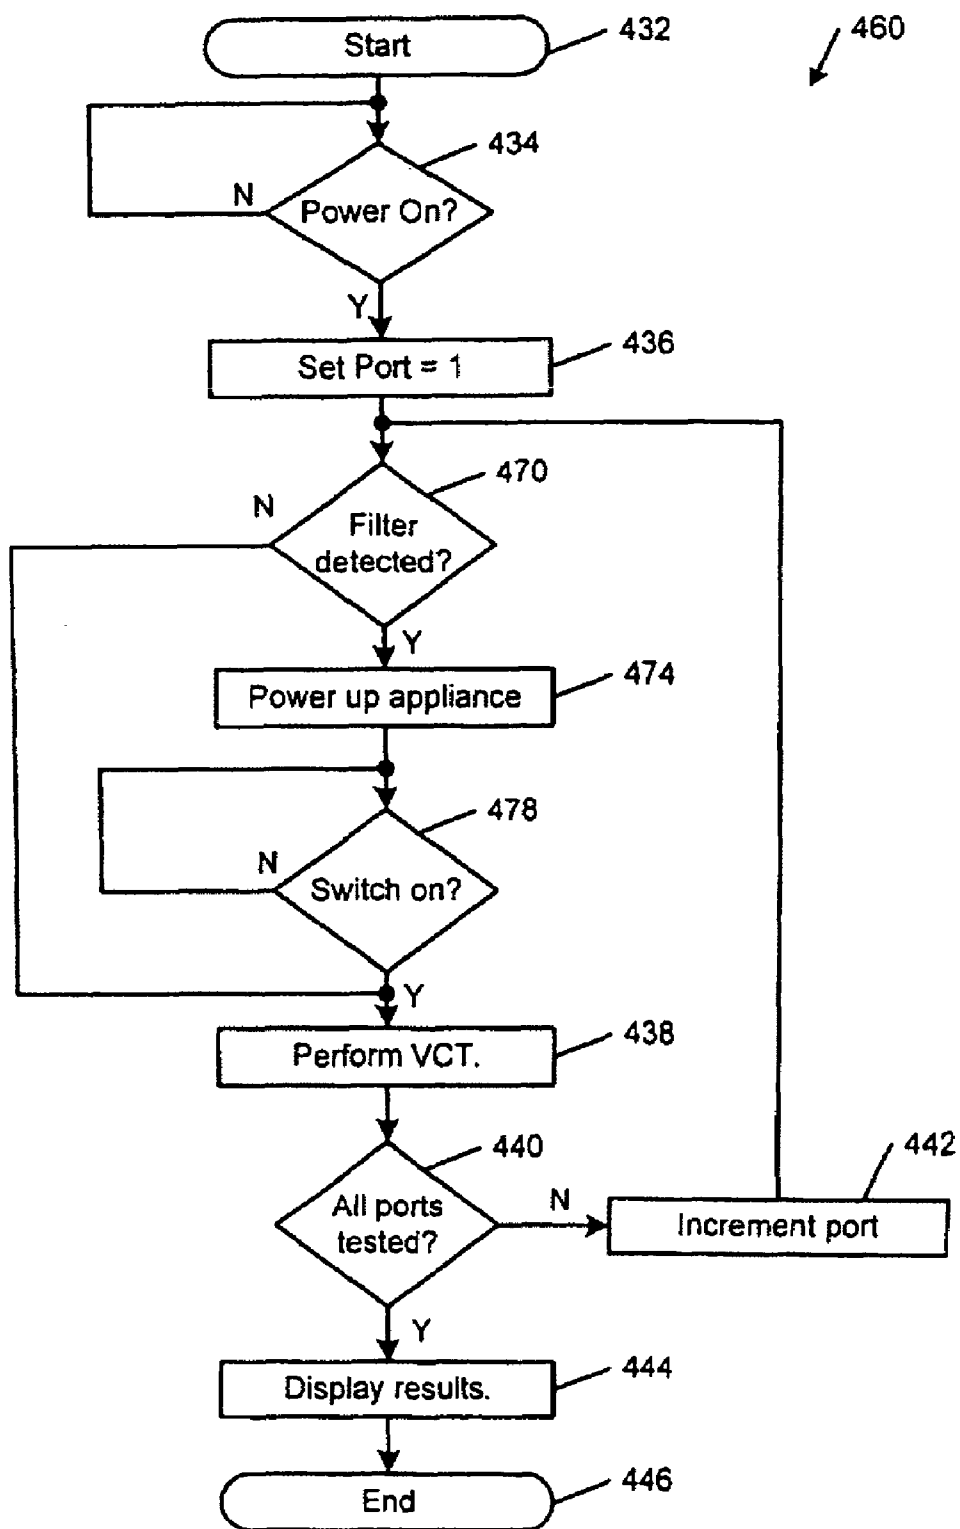 Start
432
460
434
N
Power On?
Y
436
Set Port = 1
470
N
Filter
detected?
Y
474
Power up appliance
478
N
Switch on?
Y
438
Perform VCT.
440
442
All ports
tested?
N
Increment port
Y
444
Display results.
446
End